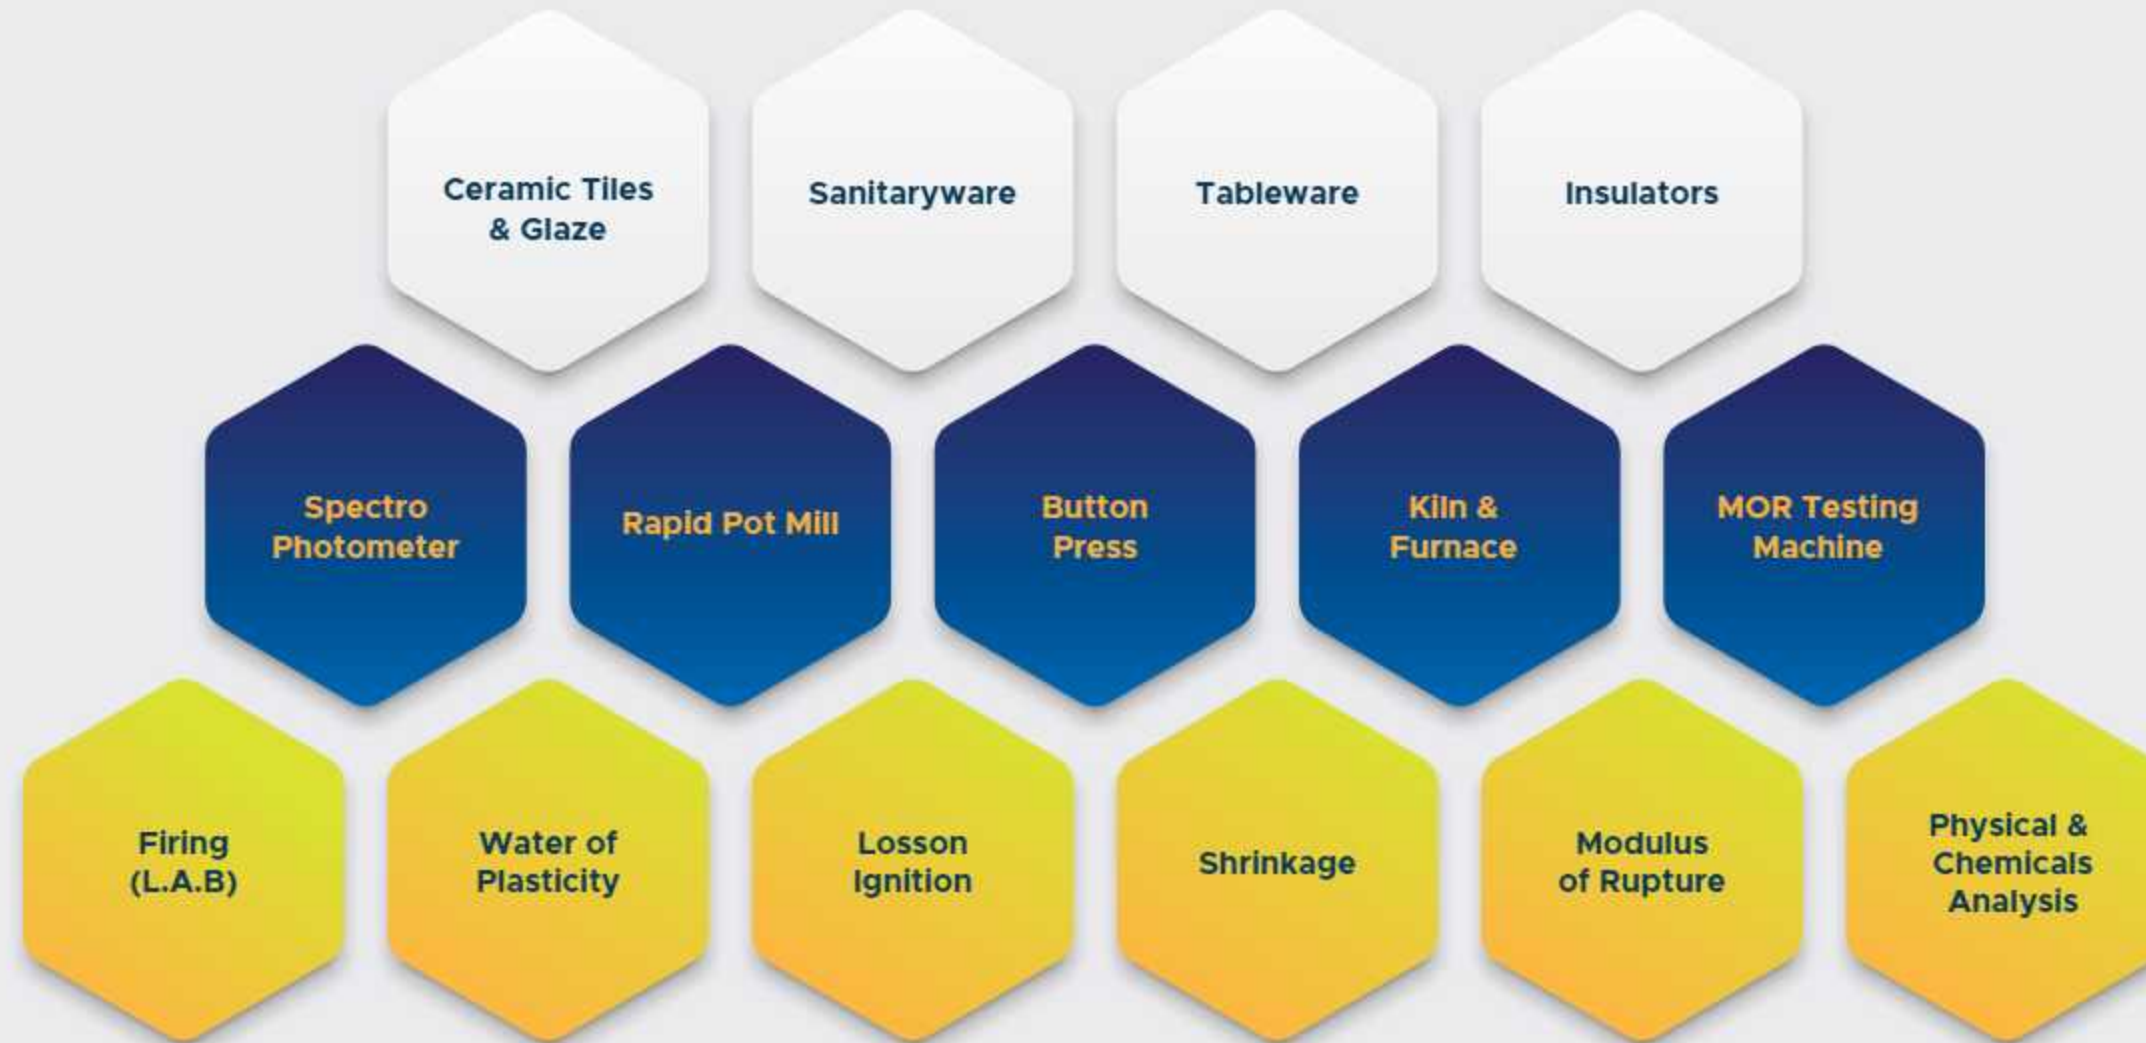 Ceramic Tiles
& Glaze
Sanitaryware
Tableware
Insulators
Spectro
Photometer
Rapid Pot Mill
Button
Press
Kiln &
Furnace
MOR Testing
Machine
Firing
(L.A.B)
Water of
Plasticity
Losson
Ignition
Shrinkage
Modulus
of Rupture
Physical &
Chemicals
Analysis